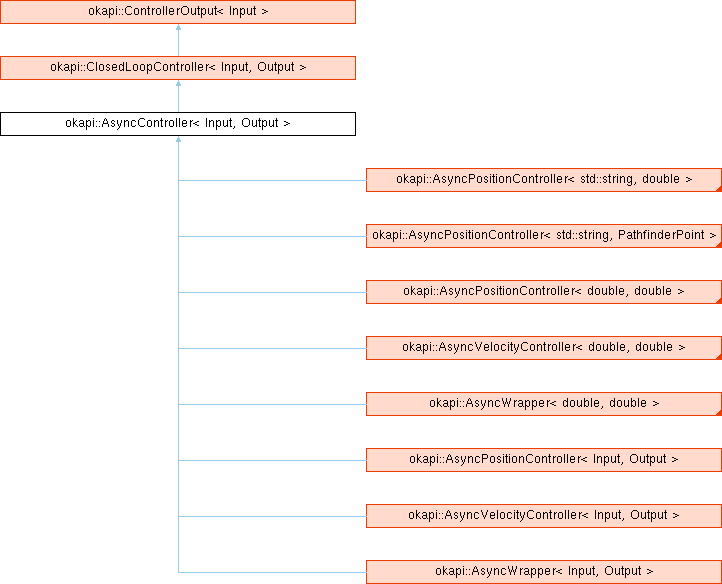 okapi::ControllerOutput< Input >
okapi::ClosedLoopController< Input, Output >
okapi::AsyncController< Input, Output >
okapi::AsyncPositionController< std::string, double >
okapi::AsyncPositionController< std::string, PathfinderPoint >
okapi::AsyncPositionController< double, double >
okapi::AsyncVelocityController< double, double >
okapi::AsyncWrapper< double, double >
okapi::AsyncPositionController< Input, Output >
okapi::AsyncVelocityController< Input, Output >
okapi::AsyncWrapper< Input, Output >